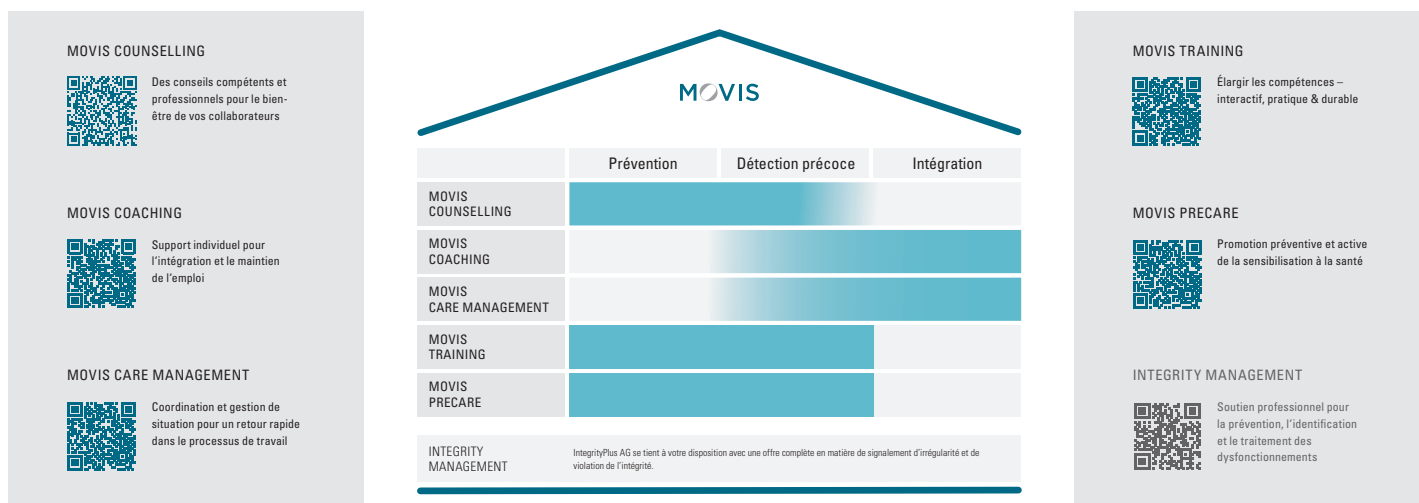 MOVIS COUNSELLING
Des conseils compétents et
professionnels pour le bien-
être de vos collaborateurs
MOVIS COACHING
Support individuel pour
l'intégration et le maintien
de l'emploi
MOVIS CARE MANAGEMENT
Coordination et gestion de
situation pour un retour rapide
dans le processus de travail
MOVIS
Prévention
Détection précoce
Intégration
MOVIS
COUNSELLING
MOVIS
COACHING
MOVIS
CARE MANAGEMENT
MOVIS
TRAINING
MOVIS
PRECARE
INTEGRITY
MANAGEMENT
IntegrityPlus AG se tient à votre disposition avec une offre complète en matière de signalement d'irrégularité et de
violation de l'intégrité.
MOVIS TRAINING
Élargir les compétences –
interactif, pratique & durable
MOVIS PRECARE
Promotion préventive et active
de la sensibilisation à la santé
INTEGRITY MANAGEMENT
Soutien professionnel pour
la prévention, l'identification
et le traitement des
dysfonctionnements